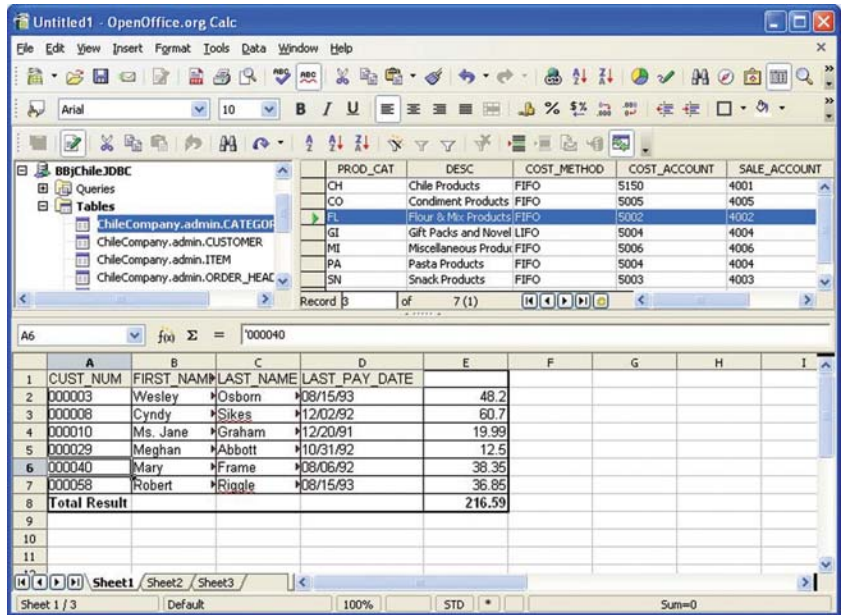 Untitled1 - OpenOffice.org Calc
File Edit View Insert Format Tools Data Window Help
Arial 10 B I U
BBjChileJDBC
Queries
Tables
ChileCompany.admin.CATEGOR
ChileCompany.admin.CUSTOMER
ChileCompany.admin.ITEM
ChileCompany.admin.ORDER_HEAD
PROD_CAT DESC COST_METHOD COST_ACCOUNT SALE_ACCOUNT
CH Chile Products FIFO 5150 4001
CO Condiment Products FIFO 5005 4005
FL Flour & Mix Products FIFO 5002 4002
GI Gift Packs and Novel LIFO 5004 4004
MI Miscellaneous Produc FIFO 5006 4006
PA Pasta Products FIFO 5004 4004
SN Snack Products FIFO 5003 4003
Record 3 of 7 (1)
A6 f(x) Σ = '000040
A B C D E F G H I
1 CUST_NUM FIRST_NAM LAST_NAME LAST_PAY_DATE
2 000003 Wesley Osborn 08/15/93 48.2
3 000008 Cyndy Sikes 12/02/92 60.7
4 000010 Ms. Jane Graham 12/20/91 19.99
5 000029 Meghan Abbott 10/31/92 12.5
6 000040 Mary Frame 08/06/92 38.35
7 000058 Robert Riggle 08/15/93 36.85
8 Total Result 216.59
9
10
11
Sheet1 Sheet2 Sheet3
Sheet 1 / 3 Default 100% STD * Sum=0